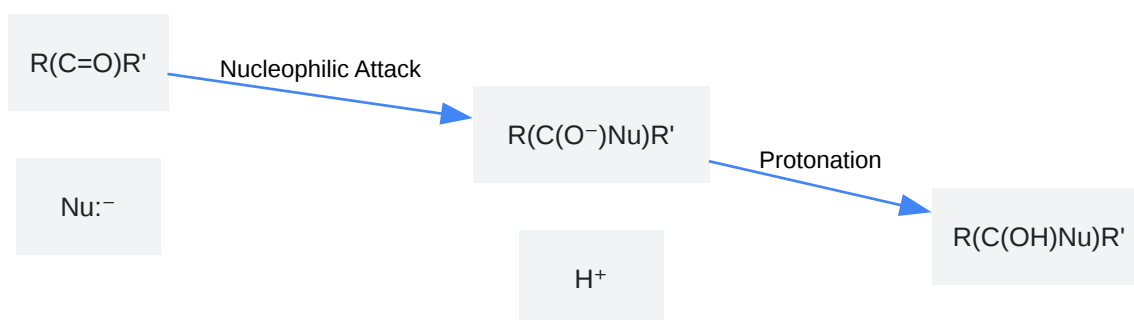 R(C=O)R'
Nucleophilic Attack
R(C(O⁻)Nu)R'
Protonation
Nu:⁻
R(C(OH)Nu)R'
H⁺